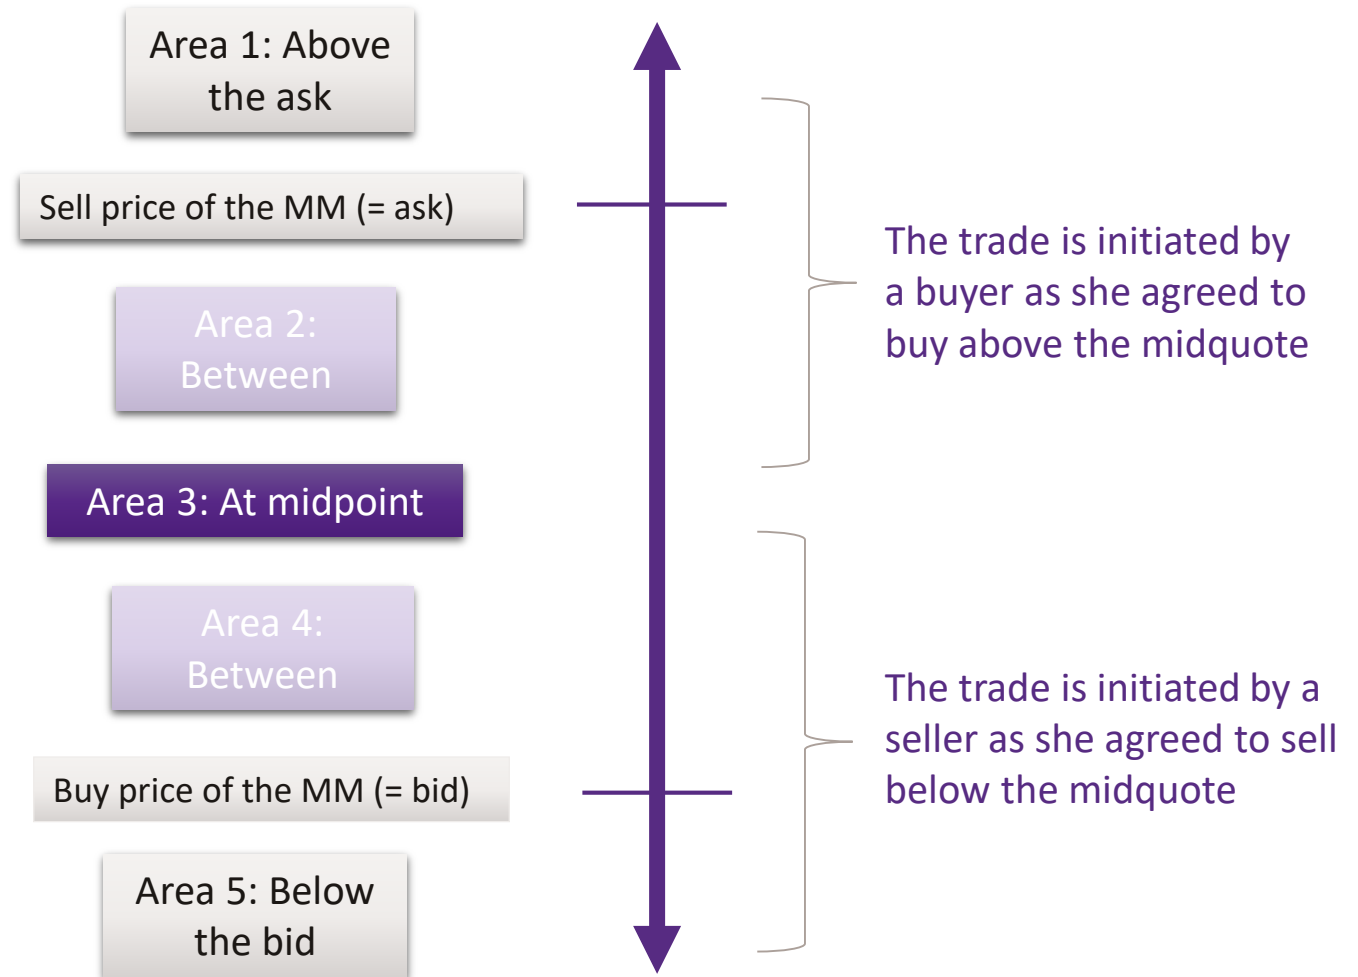 Area 1: Above
the ask
Sell price of the MM (= ask)
Area 2:
Between
Area 3: At midpoint
Area 4:
Between
Buy price of the MM (= bid)
Area 5: Below
the bid
The trade is initiated by
a buyer as she agreed to
buy above the midquote
The trade is initiated by a
seller as she agreed to sell
below the midquote